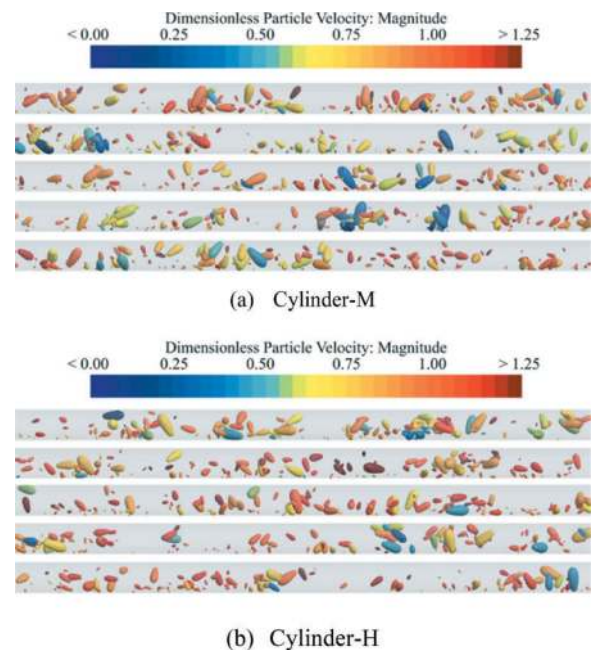 Dimensionless Particle Velocity: Magnitude
< 0.00 0.25 0.50 0.75 1.00 > 1.25
(a) Cylinder-M
Dimensionless Particle Velocity: Magnitude
< 0.00 0.25 0.50 0.75 1.00 > 1.25
(b) Cylinder-H